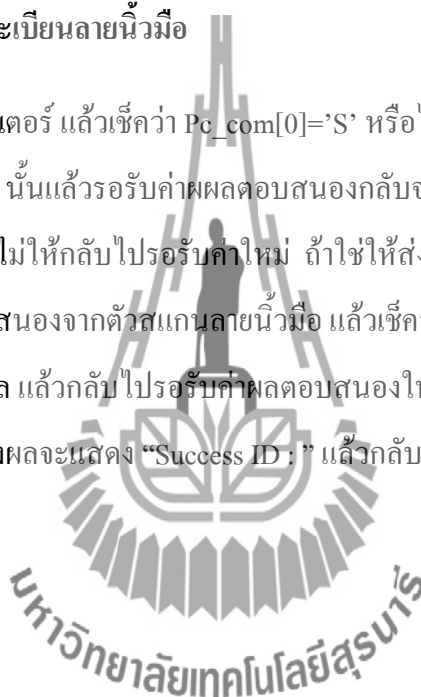 ะเบียนลายนิ้วมือ
แตอร์ แล้วเช็คว่า Pc_com[0]=’S’ หรือไ
นั้นแล้วรอรับค่าผผลตอบสนองกลับจ
ไม่ให้กลับไปรอรับค่าใหม่ ถ้าใช่ให้ส่ง
สนองจากตัวสแกนลายนิ้วมือ แล้วเช็คว
ล แล้วกลับไปรอรับค่าผลตอบสนองให
งผลจะแสดง “Success ID : ” แล้วกลับ
มหาวิทยาลัยเทคโนโลยีสุรนารี